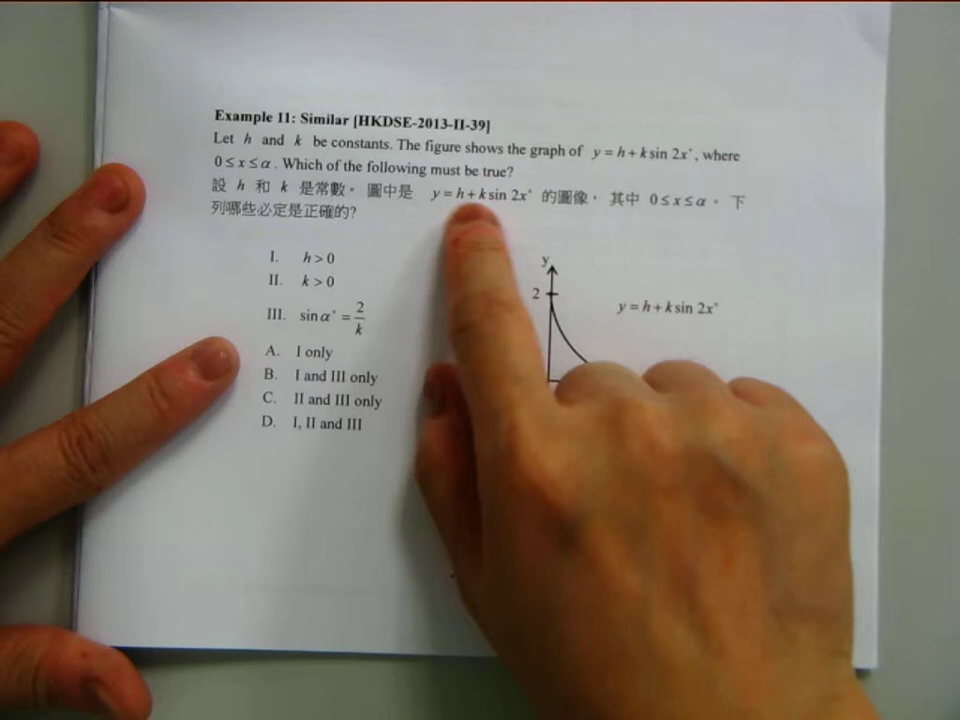 Example 11: Similar [HKDSE-2013-II-39]
Let h and k be constants. The figure shows the graph of y = h + k sin 2x°, where
0 ≤ x ≤ α. Which of the following must be true?
設 h 和 k 是常數。圖中是 y = h + k sin 2x° 的圖像，其中 0 ≤ x ≤ α。下
列哪些必定是正確的?
I. h > 0
II. k > 0
III. sin α° = 2/k
A. I only
B. I and III only
C. II and III only
D. I, II and III
y
2
y = h + k sin 2x°